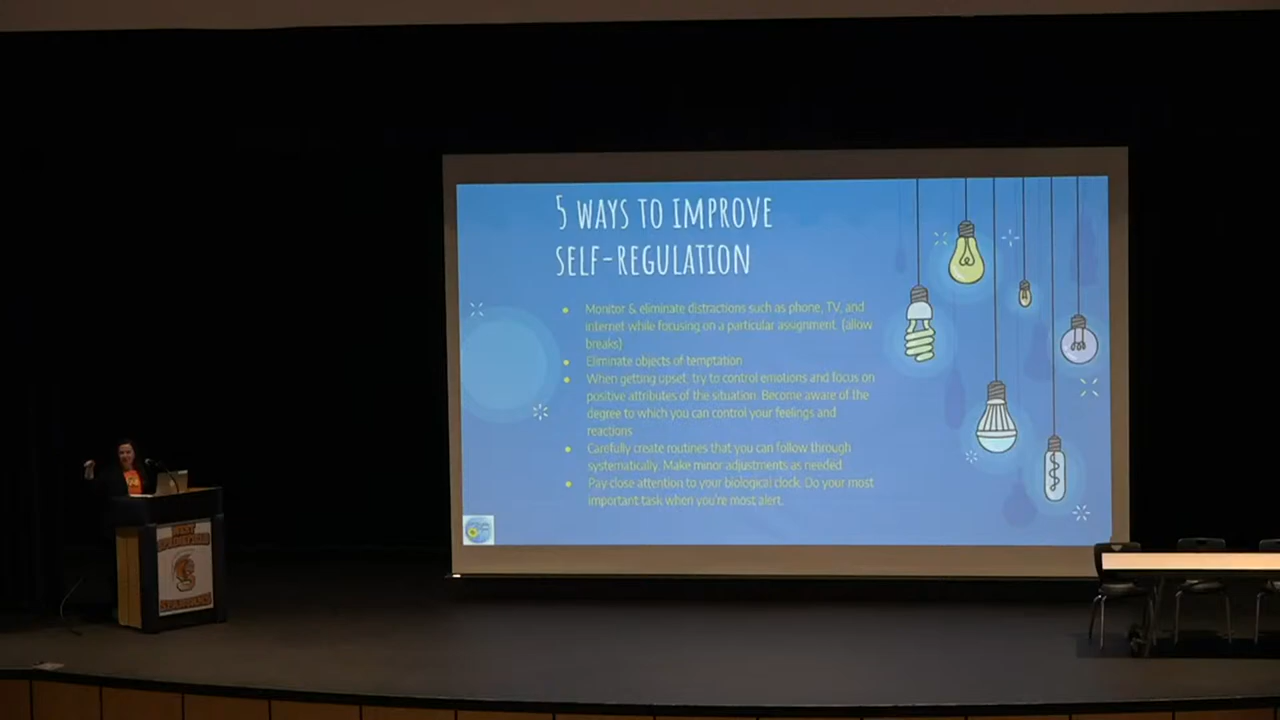 5 WAYS TO IMPROVE
SELF-REGULATION
Monitor & eliminate distractions such as phone, TV, and
internet while focusing on a particular assignment. (allow
breaks)
Eliminate objects of temptation
When getting upset, try to control emotions and focus on
positive attributes of the situation. Become aware of the
degree to which you can control your feelings and
reactions
Carefully create routines that you can follow through
systematically. Make minor adjustments as needed
Pay close attention to your biological clock. Do your most
important task when you're most alert.
WEST
SPRINGFIELD
SPARTANS